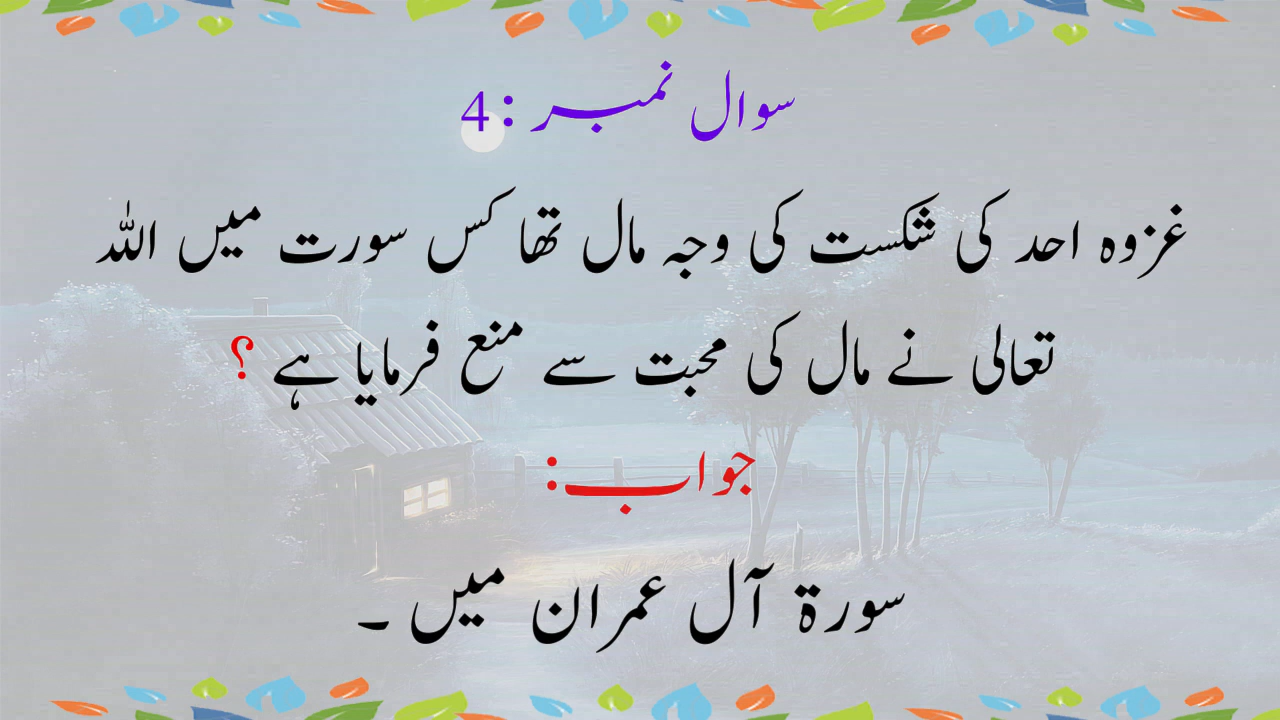 سوال نمبر :4
غزوہ احد کی شکست کی وجہ مال تھا کس سورت میں اللہ
تعالی نے مال کی محبت سے منع فرمایا ہے ؟
جواب:
سورۃ آل عمران میں ۔